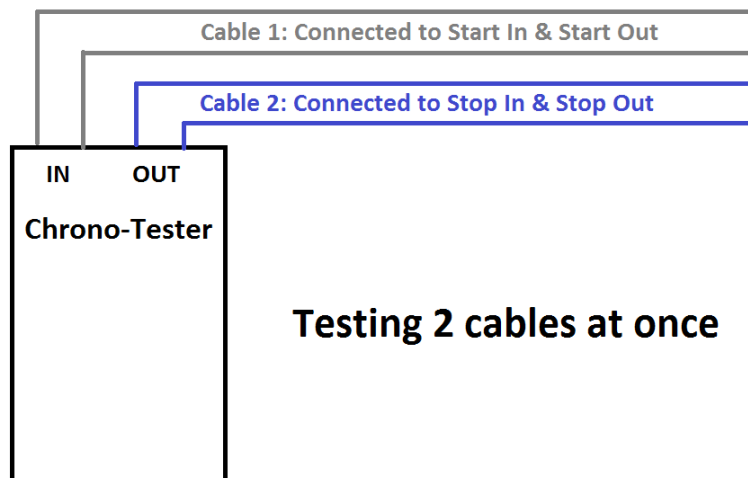 Cable 1: Connected to Start In & Start Out
Cable 2: Connected to Stop In & Stop Out
IN OUT
Chrono-Tester
Testing 2 cables at once